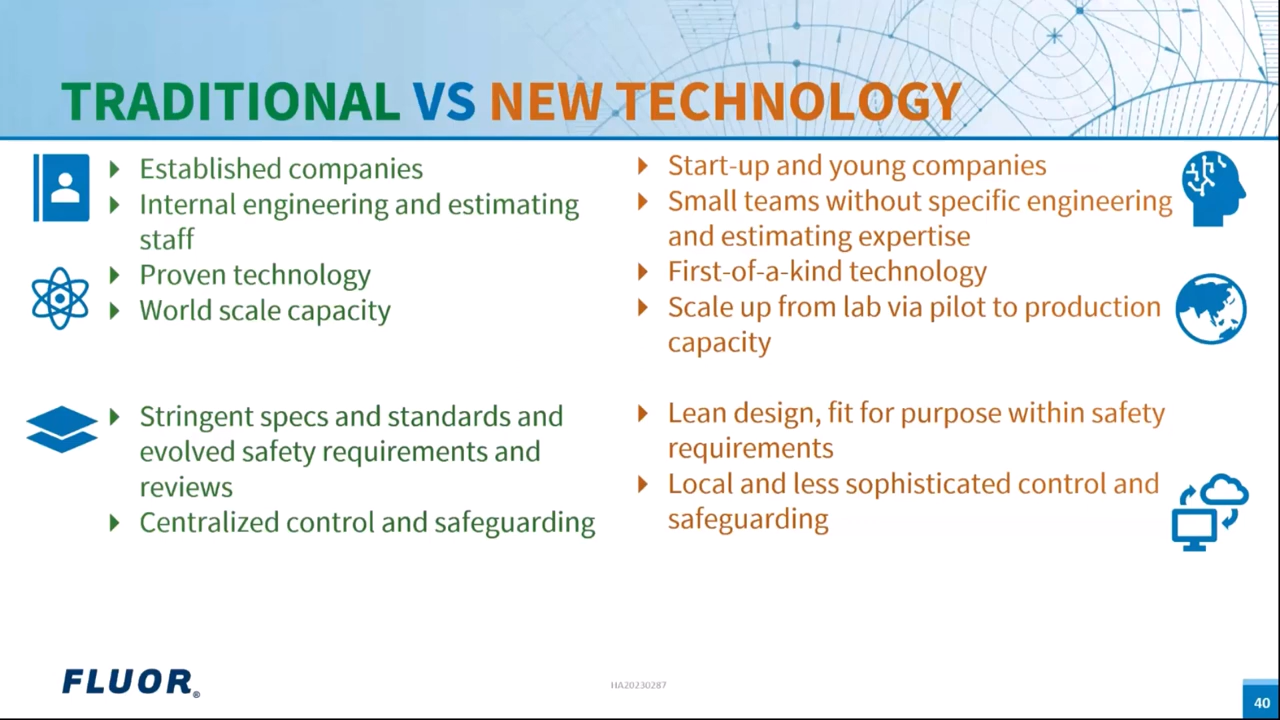 TRADITIONAL VS NEW TECHNOLOGY
Established companies
Internal engineering and estimating
staff
Proven technology
World scale capacity
Stringent specs and standards and
evolved safety requirements and
reviews
Centralized control and safeguarding
Start-up and young companies
Small teams without specific engineering
and estimating expertise
First-of-a-kind technology
Scale up from lab via pilot to production
capacity
Lean design, fit for purpose within safety
requirements
Local and less sophisticated control and
safeguarding
FLUOR®
HA20230287
40